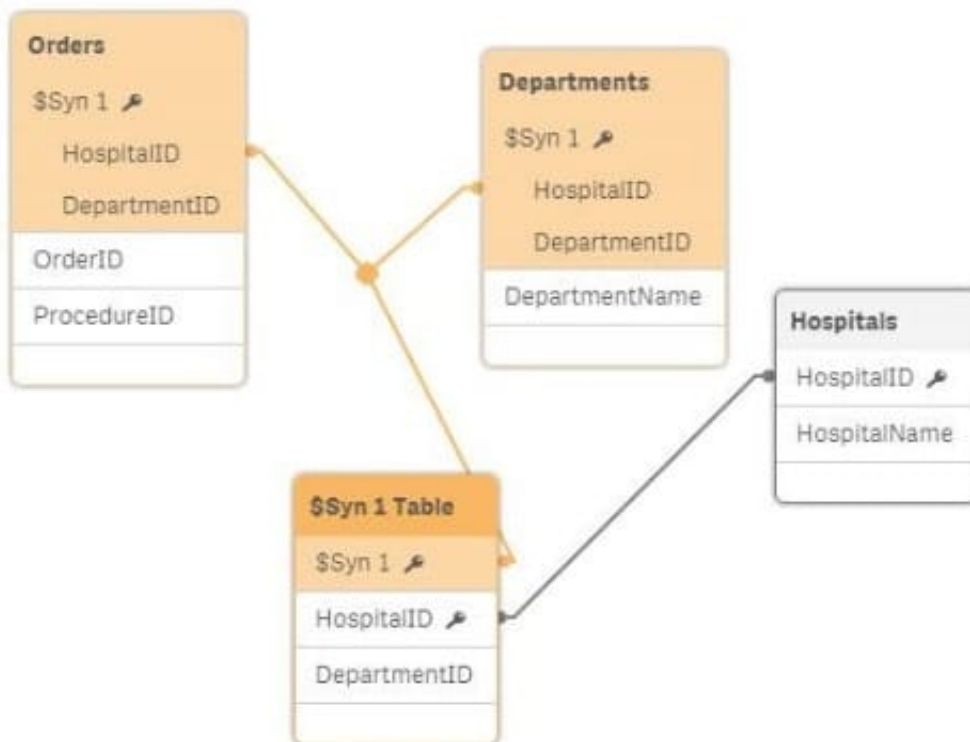 Orders
$Syn 1
HospitalID
DepartmentID
OrderID
ProcedureID
Departments
$Syn 1
HospitalID
DepartmentID
DepartmentName
Hospitals
HospitalID
HospitalName
$Syn 1 Table
$Syn 1
HospitalID
DepartmentID